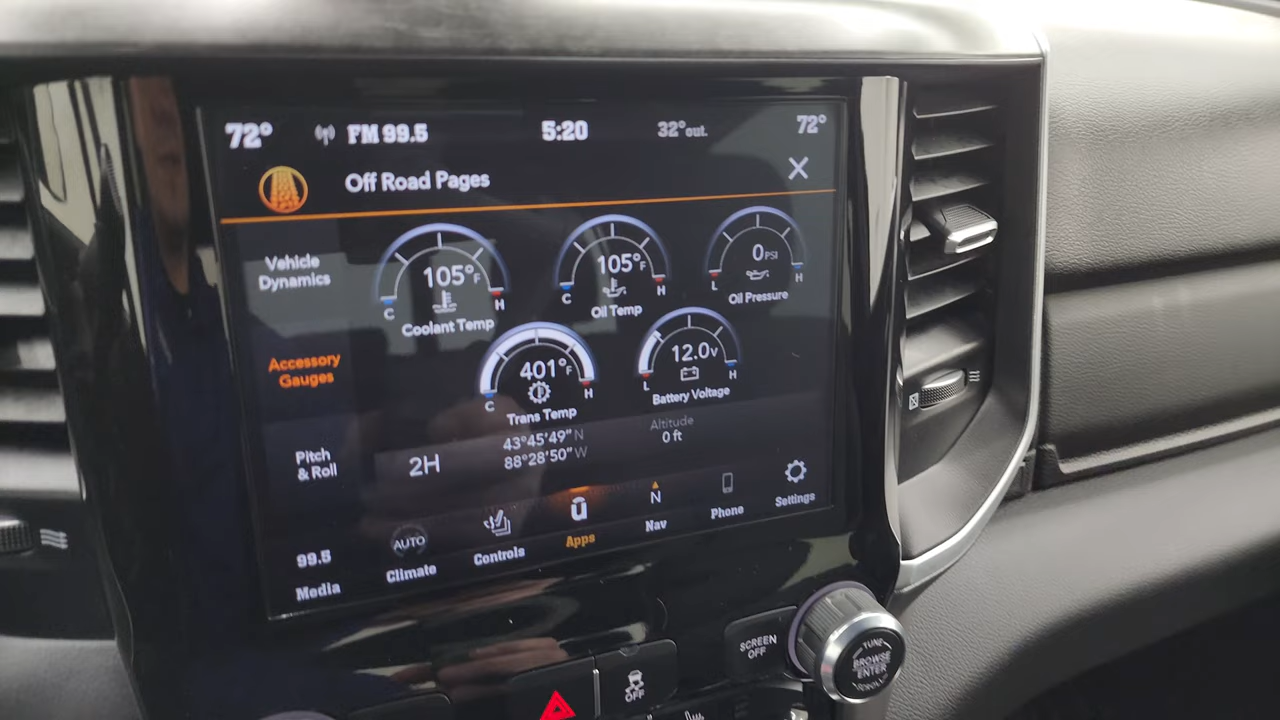 72°
FM 99.5
5:20
32° out.
72°
Off Road Pages
Vehicle
Dynamics
105°F
C
H
Coolant Temp
105°F
C
H
Oil Temp
0 PSI
L
H
Oil Pressure
Accessory
Gauges
401°F
C
H
Trans Temp
12.0v
L
H
Battery Voltage
Pitch
& Roll
2H
43°45'49" N
88°28'50" W
Altitude
0 ft
99.5
Media
AUTO
Climate
Controls
Apps
N
Nav
Phone
Settings
SCREEN
OFF
TUNE
BROWSE
ENTER
SCROLL
OFF